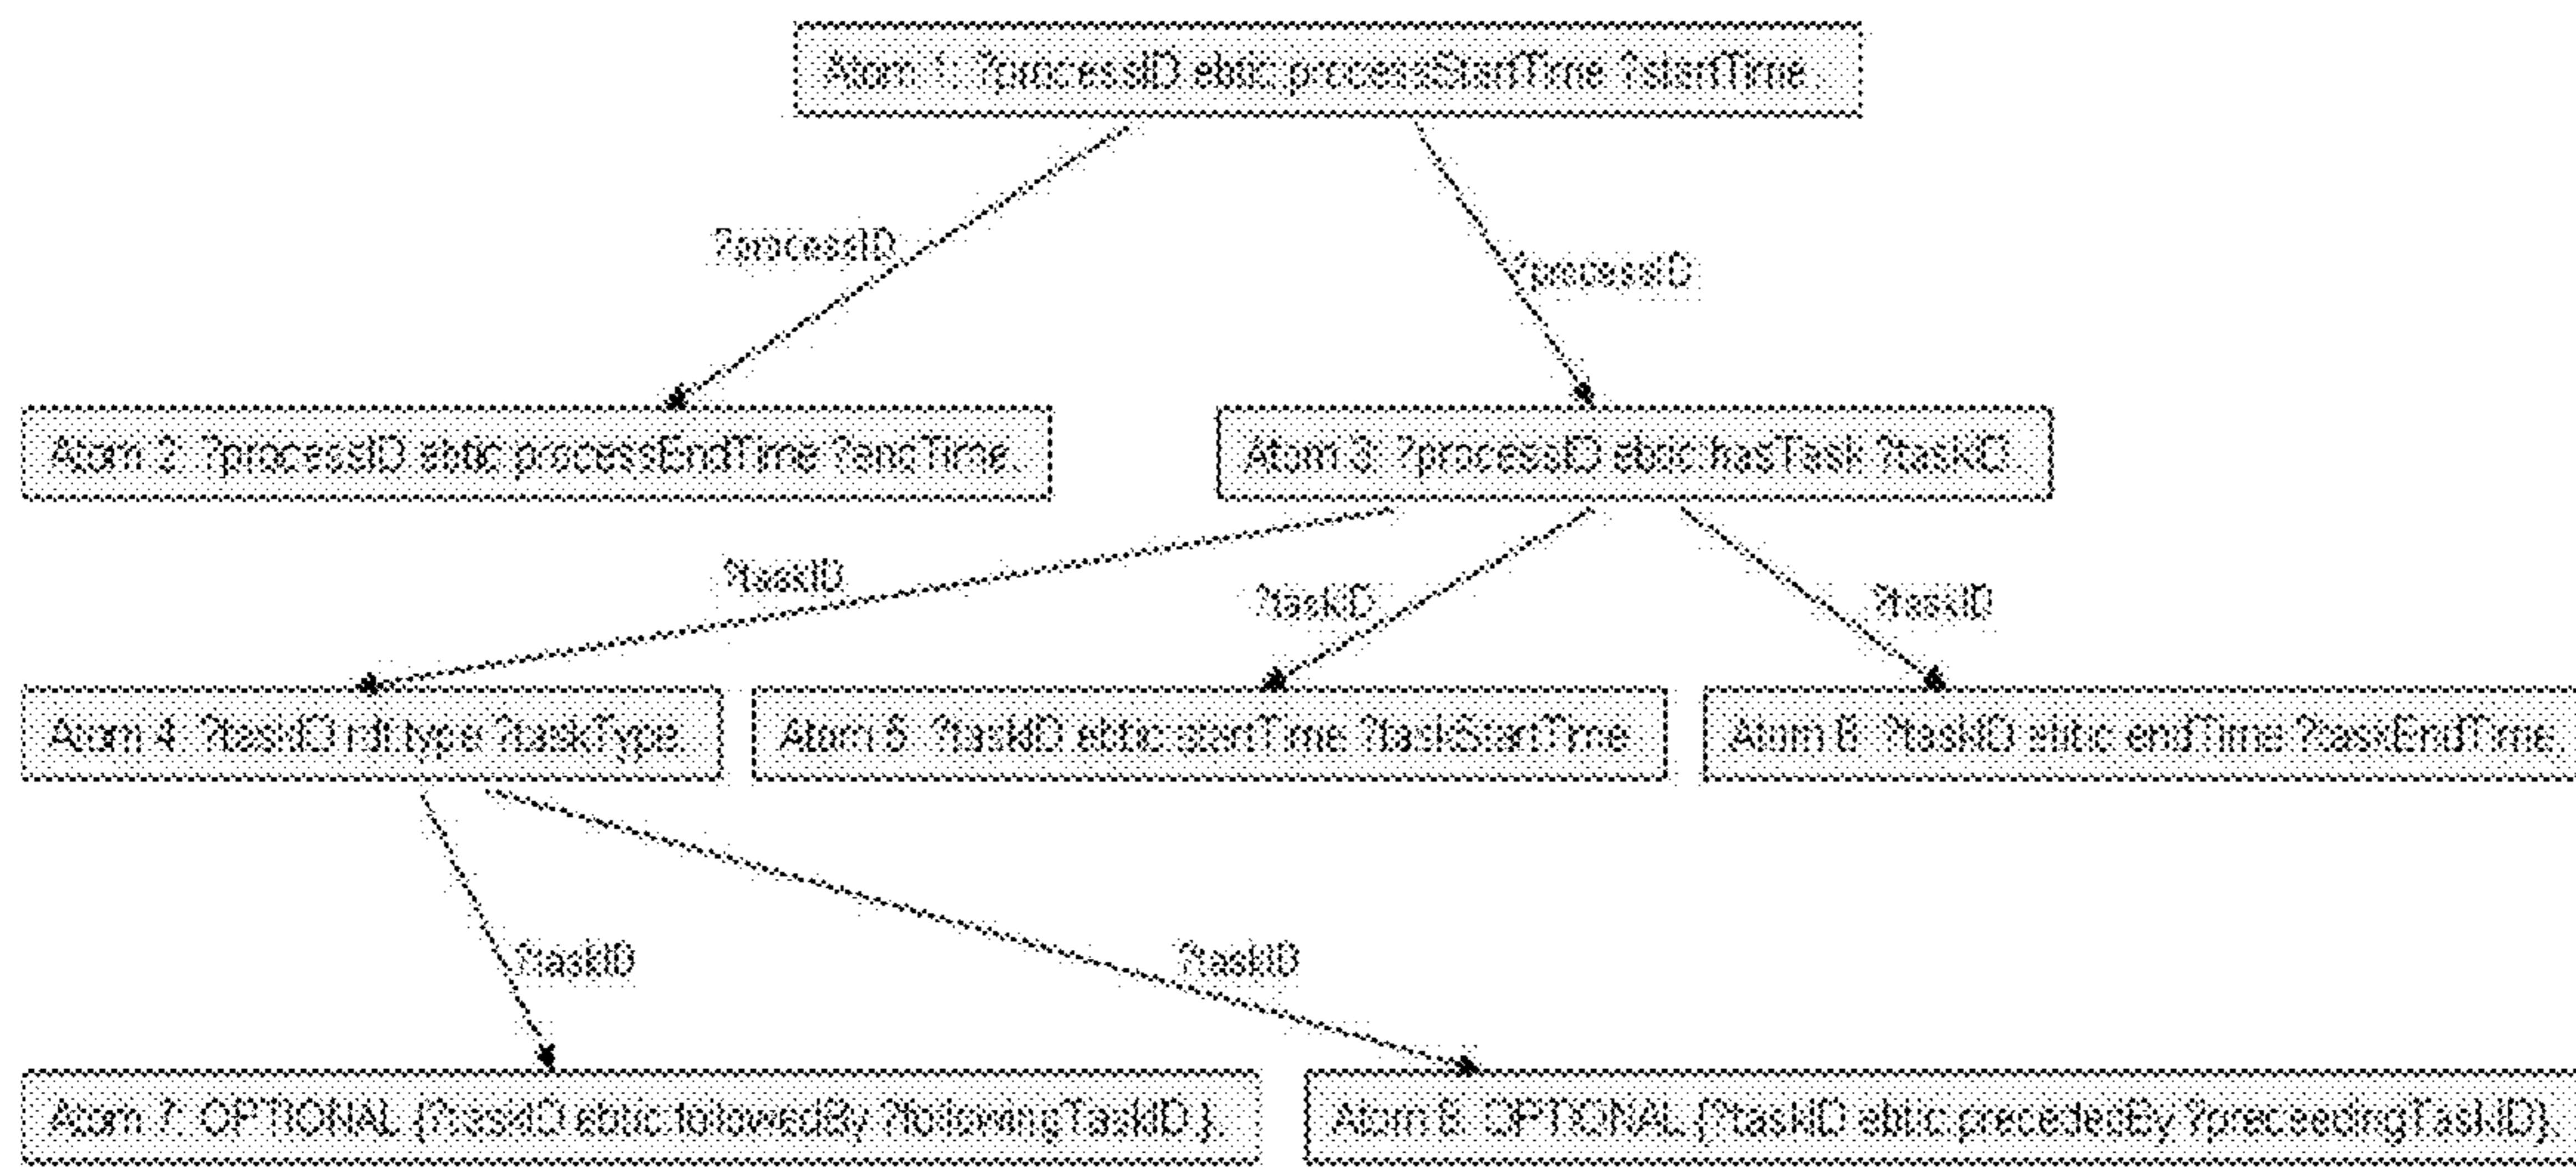 Atom 1: ?processID ebtic:processStartTime ?startTime.
?processID
?processID
Atom 2: ?processID ebtic:processEndTime ?endTime.
Atom 3: ?processID ebtic:hasTask ?taskID.
?taskID
?taskID
?taskID
Atom 4: ?taskID rdf:type ?taskType.
Atom 5: ?taskID ebtic:startTime ?taskStartTime
Atom 6: ?taskID ebtic:endTime ?taskEndTime.
?taskID
?taskID
Atom 7: OPTIONAL {?taskID ebtic:followedBy ?followingTaskID }.
Atom 8: OPTIONAL {?taskID ebtic:precededBy ?preceedingTaskID}.